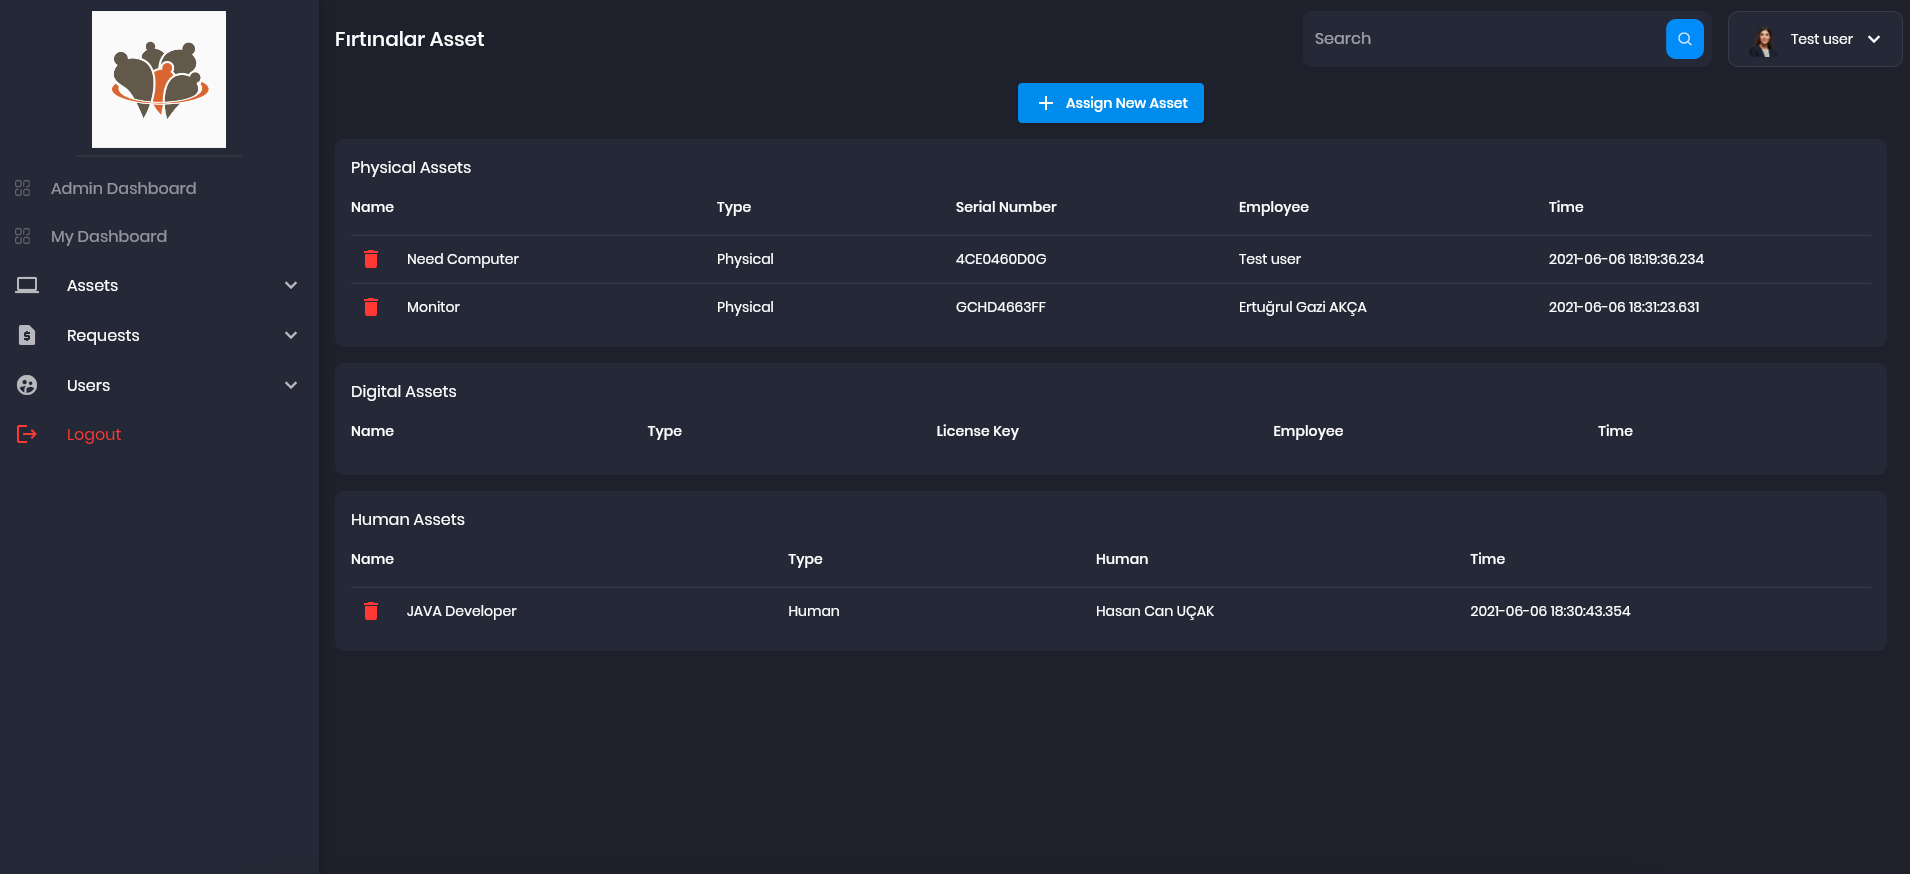 Fırtınalar Asset
Search
Test user
Assign New Asset
Admin Dashboard
My Dashboard
Assets
Requests
Users
Logout
Physical Assets
Name Type Serial Number Employee Time
Need Computer Physical 4CE0460D0G Test user 2021-06-06 18:19:36.234
Monitor Physical GCHD4663FF Ertuğrul Gazi AKÇA 2021-06-06 18:31:23.631
Digital Assets
Name Type License Key Employee Time
Human Assets
Name Type Human Time
JAVA Developer Human Hasan Can UÇAK 2021-06-06 18:30:43.354